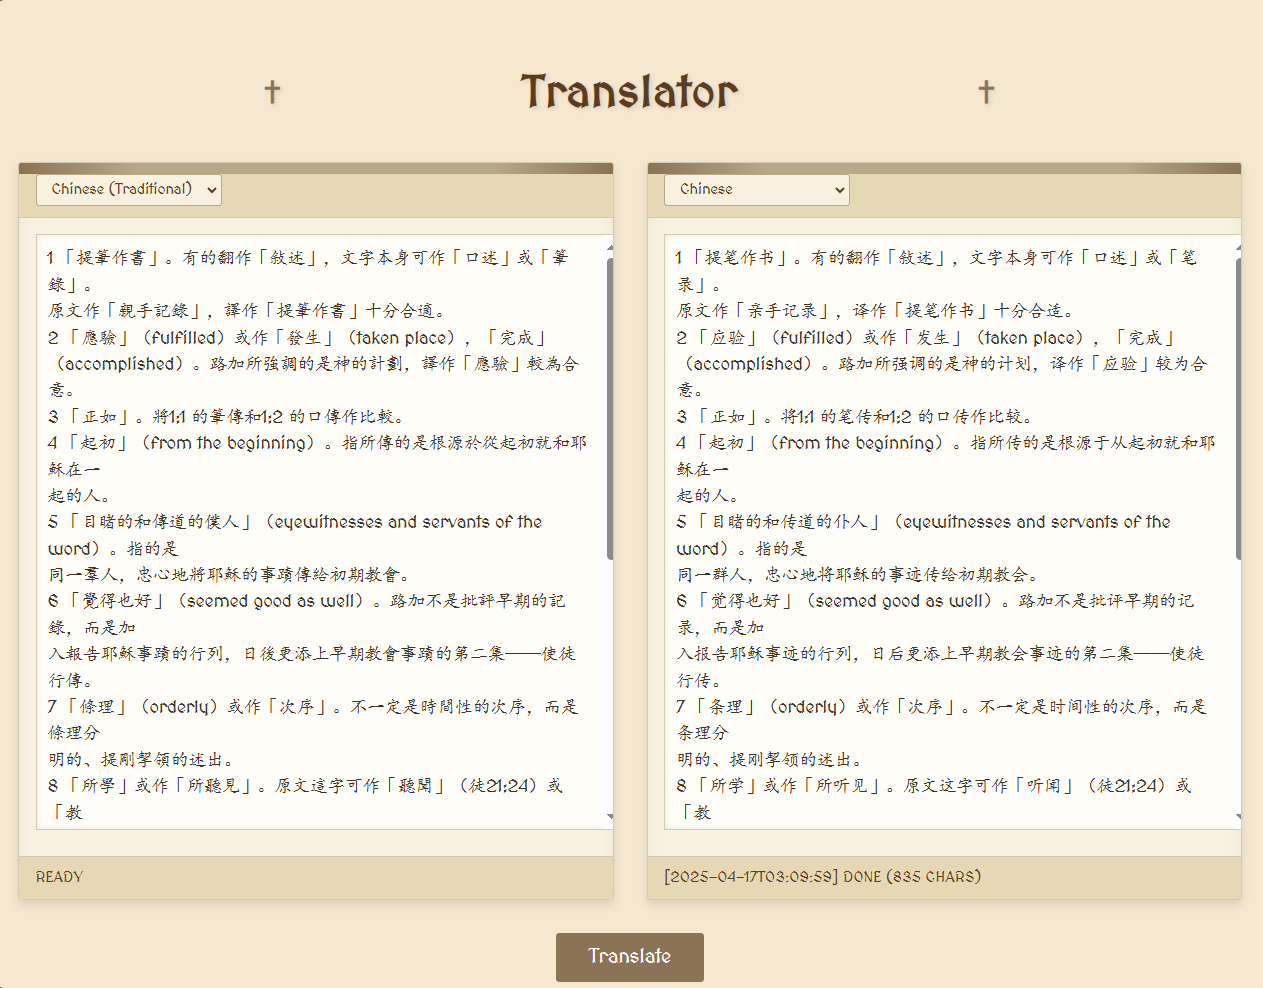 ✝ Translator ✝
Chinese (Traditional)
1 「提筆作書」。有的翻作「敘述」，文字本身可作「口述」或「筆
錄」。
原文作「親手記錄」，譯作「提筆作書」十分合適。
2 「應驗」（fulfilled）或作「發生」（taken place），「完成」
（accomplished）。路加所強調的是神的計劃，譯作「應驗」較為合
意。
3 「正如」。將1:1 的筆傳和1:2 的口傳作比較。
4 「起初」（from the beginning）。指所傳的是根源於從起初就和耶
穌在一
起的人。
5 「目睹的和傳道的僕人」（eyewitnesses and servants of the
word）。指的是
同一羣人，忠心地將耶穌的事蹟傳給初期教會。
6 「覺得也好」（seemed good as well）。路加不是批評早期的記
錄，而是加
入報告耶穌事蹟的行列，日後更添上早期教會事蹟的第二集——使徒
行傳。
7 「條理」（orderly）或作「次序」。不一定是時間性的次序，而是
條理分
明的、提剛挈領的述出。
8 「所學」或作「所聽見」。原文這字可作「聽聞」（徒21:24）或
「教
READY
Chinese
1 「提笔作书」。有的翻作「敘述」，文字本身可作「口述」或「笔
录」。
原文作「亲手记录」，译作「提笔作书」十分合适。
2 「应验」（fulfilled）或作「发生」（taken place），「完成」
（accomplished）。路加所强调的是神的计划，译作「应验」较为合
意。
3 「正如」。将1:1 的笔传和1:2 的口传作比较。
4 「起初」（from the beginning）。指所传的是根源于从起初就和耶
稣在一
起的人。
5 「目睹的和传道的仆人」（eyewitnesses and servants of the
word）。指的是
同一群人，忠心地将耶稣的事迹传给初期教会。
6 「觉得也好」（seemed good as well）。路加不是批评早期的记
录，而是加
入报告耶稣事迹的行列，日后更添上早期教会事迹的第二集——使徒
行传。
7 「条理」（orderly）或作「次序」。不一定是时间性的次序，而是
条理分
明的、提刚挈领的述出。
8 「所学」或作「所听见」。原文这字可作「听闻」（徒21:24）或
「教
[2025-04-17T03:09:59] DONE (835 CHARS)
Translate